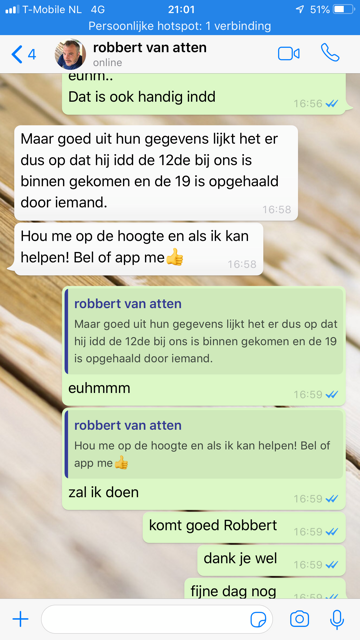 T-Mobile NL 4G 21:01 51%
Persoonlijke hotspot: 1 verbinding
4 robbert van atten
online
euhm..
Dat is ook handig indd
16:56
Maar goed uit hun gegevens lijkt het er
dus op dat hij idd de 12de bij ons is
binnen gekomen en de 19 is opgehaald
door iemand.
16:58
Hou me op de hoogte en als ik kan
helpen! Bel of app me👍
16:58
robbert van atten
Maar goed uit hun gegevens lijkt het er dus op dat
hij idd de 12de bij ons is binnen gekomen en de 19
is opgehaald door iemand.
euhmmm
16:59
robbert van atten
Hou me op de hoogte en als ik kan helpen! Bel of
app me👍
zal ik doen
16:59
komt goed Robbert
16:59
dank je wel
16:59
fijne dag nog
16:59